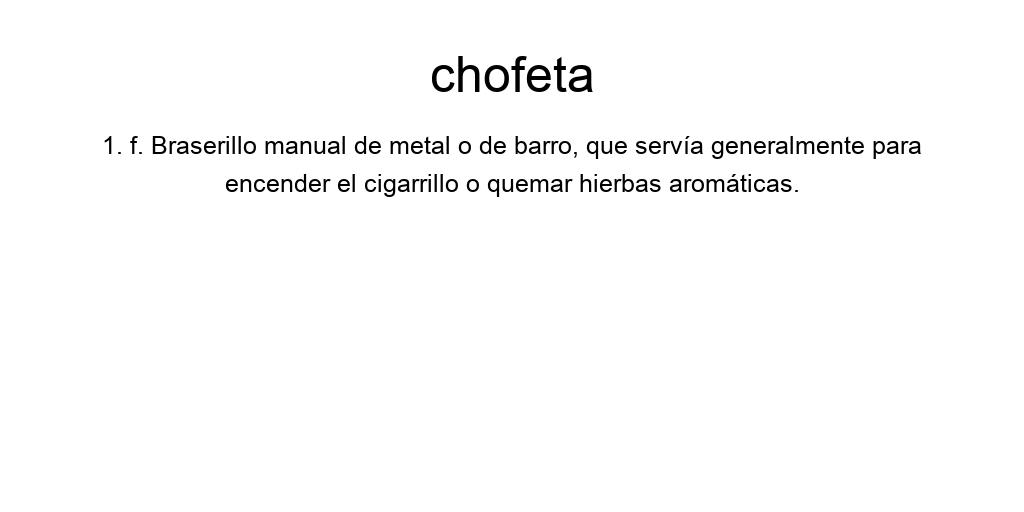 chofeta
1. f. Braserillo manual de metal o de barro, que servía generalmente para
encender el cigarrillo o quemar hierbas aromáticas.